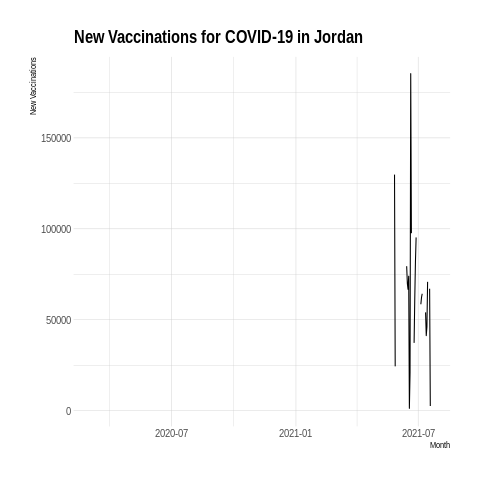 New Vaccinations for COVID-19 in Jordan
New Vaccinations
150000
100000
50000
0
2020-07 2021-01 2021-07
Month